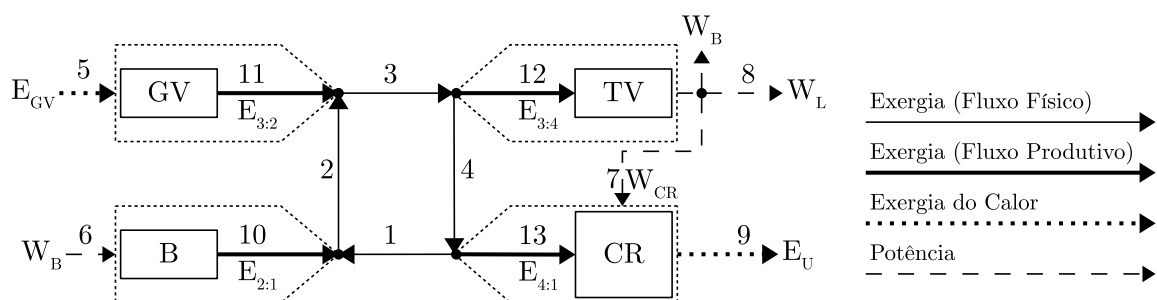 W_B
5 11 3 12 8
E_GV GV TV W_L
E_3:2 E_3:4
Exergia (Fluxo Físico)
Exergia (Fluxo Produtivo)
2 4 7 W_CR
Exergia do Calor
6 10 1 13 9
W_B B CR E_U
E_2:1 E_4:1
Potência